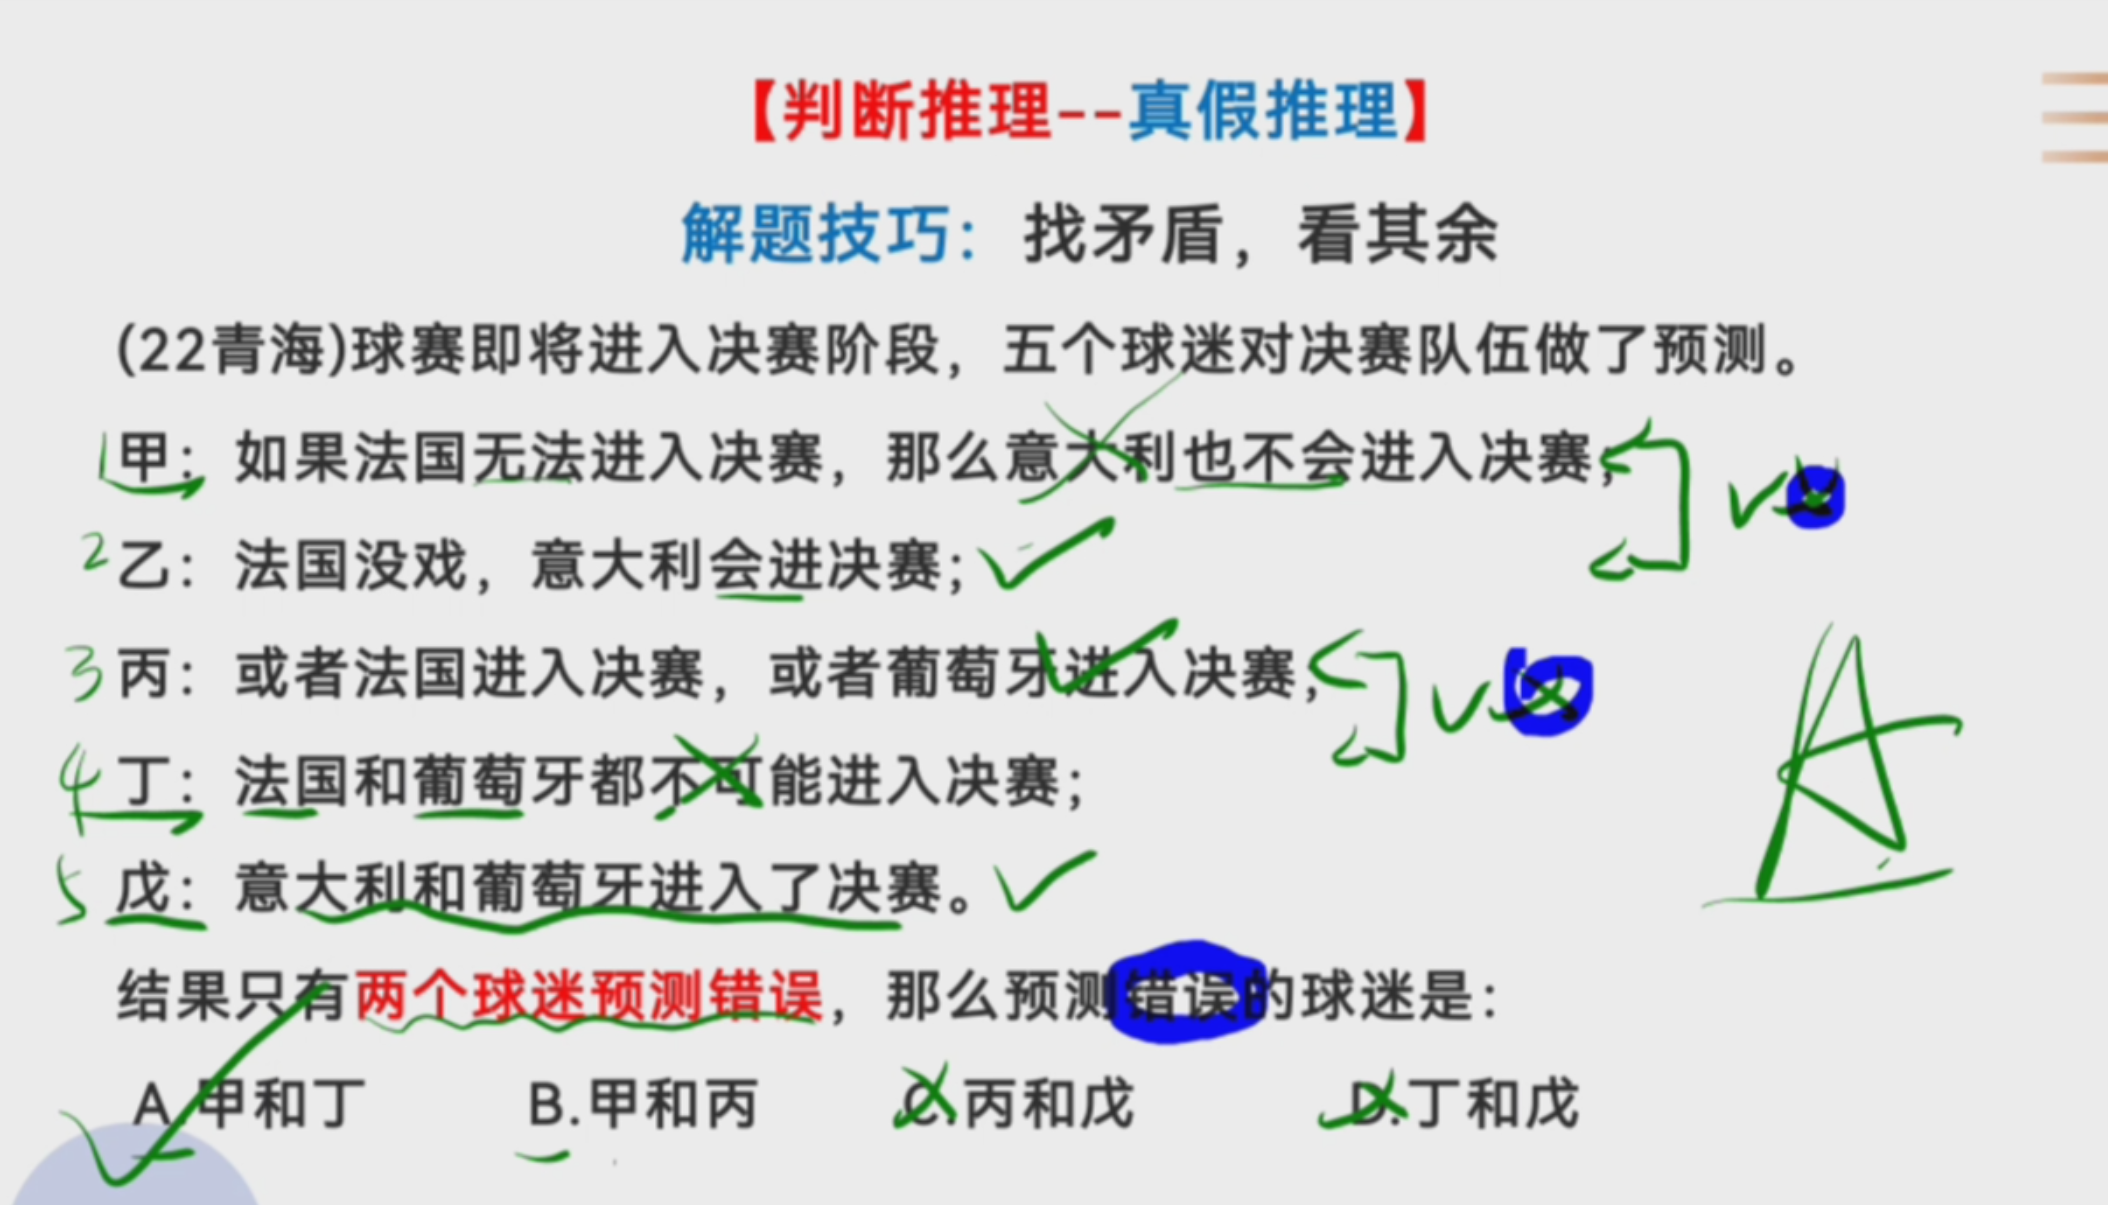 【判断推理--真假推理】
解题技巧：找矛盾，看其余
(22青海)球赛即将进入决赛阶段，五个球迷对决赛队伍做了预测。
1 甲：如果法国无法进入决赛，那么意大利也不会进入决赛；
2 乙：法国没戏，意大利会进决赛；
3 丙：或者法国进入决赛，或者葡萄牙进入决赛，
4 丁：法国和葡萄牙都不可能进入决赛；
5 戊：意大利和葡萄牙进入了决赛。
A
结果只有两个球迷预测错误，那么预测错误的球迷是：
A.甲和丁 B.甲和丙 C.丙和戊 D.丁和戊